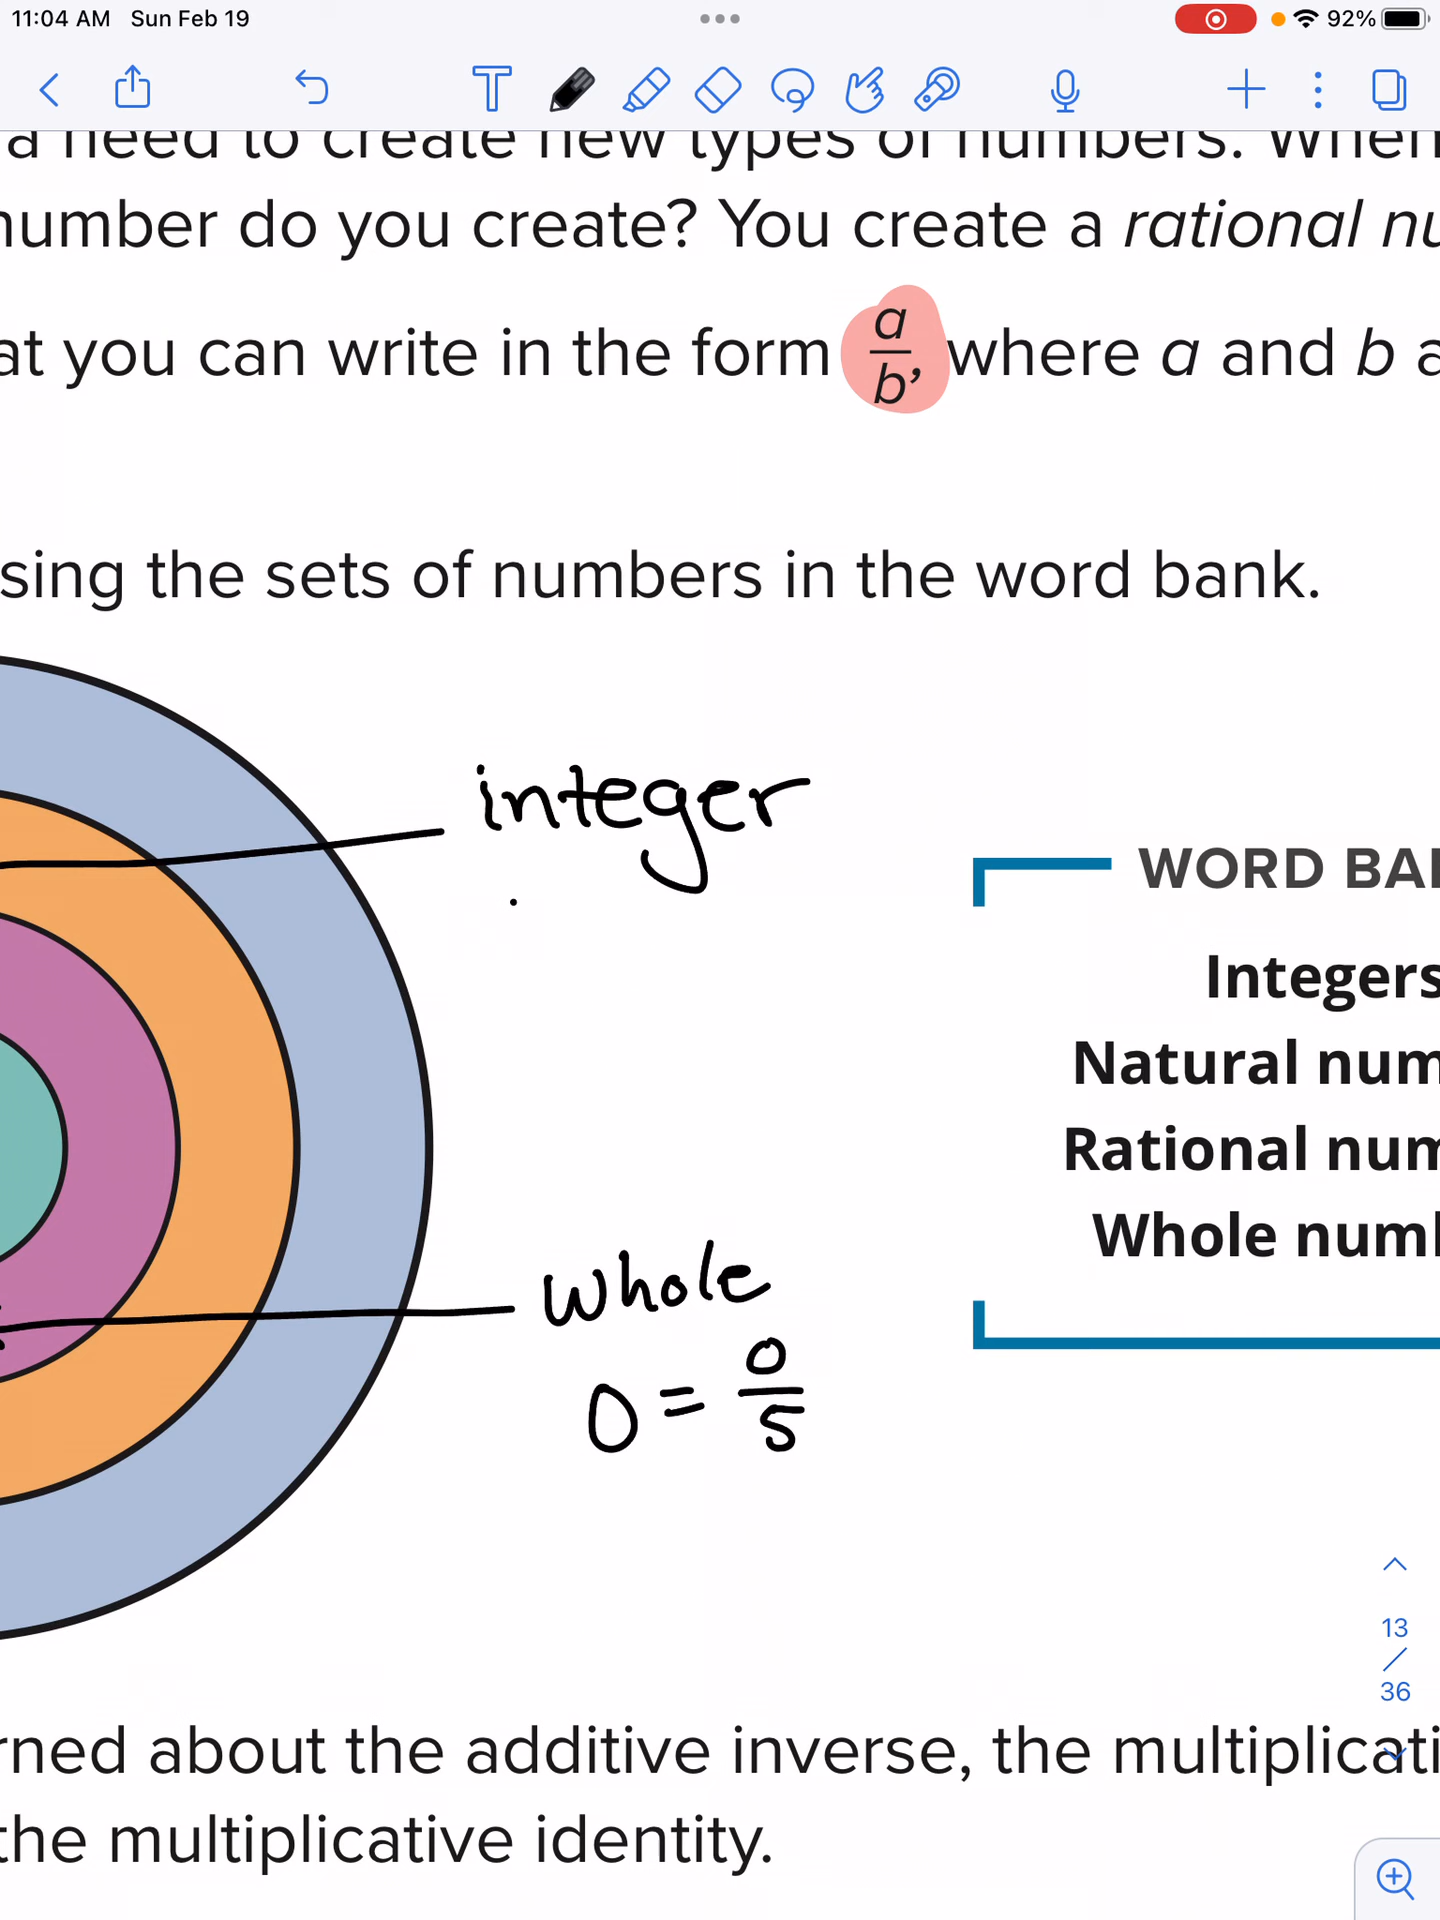 11:04 AM Sun Feb 19
92%
a need to create new types of numbers. When
number do you create? You create a rational nu
at you can write in the form a/b, where a and b a
sing the sets of numbers in the word bank.
integer
WORD BAN
Integers
Natural num
Rational num
Whole numb
Whole
0 = 0/5
13
/
36
rned about the additive inverse, the multiplicati
the multiplicative identity.